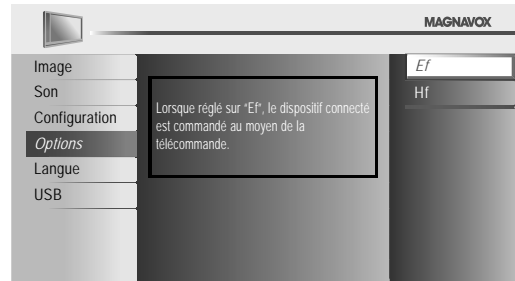 MAGNAVOX
Image
Son
Configuration
Options
Langue
USB
Lorsque réglé sur “Ef”, le dispositif connecté
est commandé au moyen de la
télécommande.
Ef
Hf